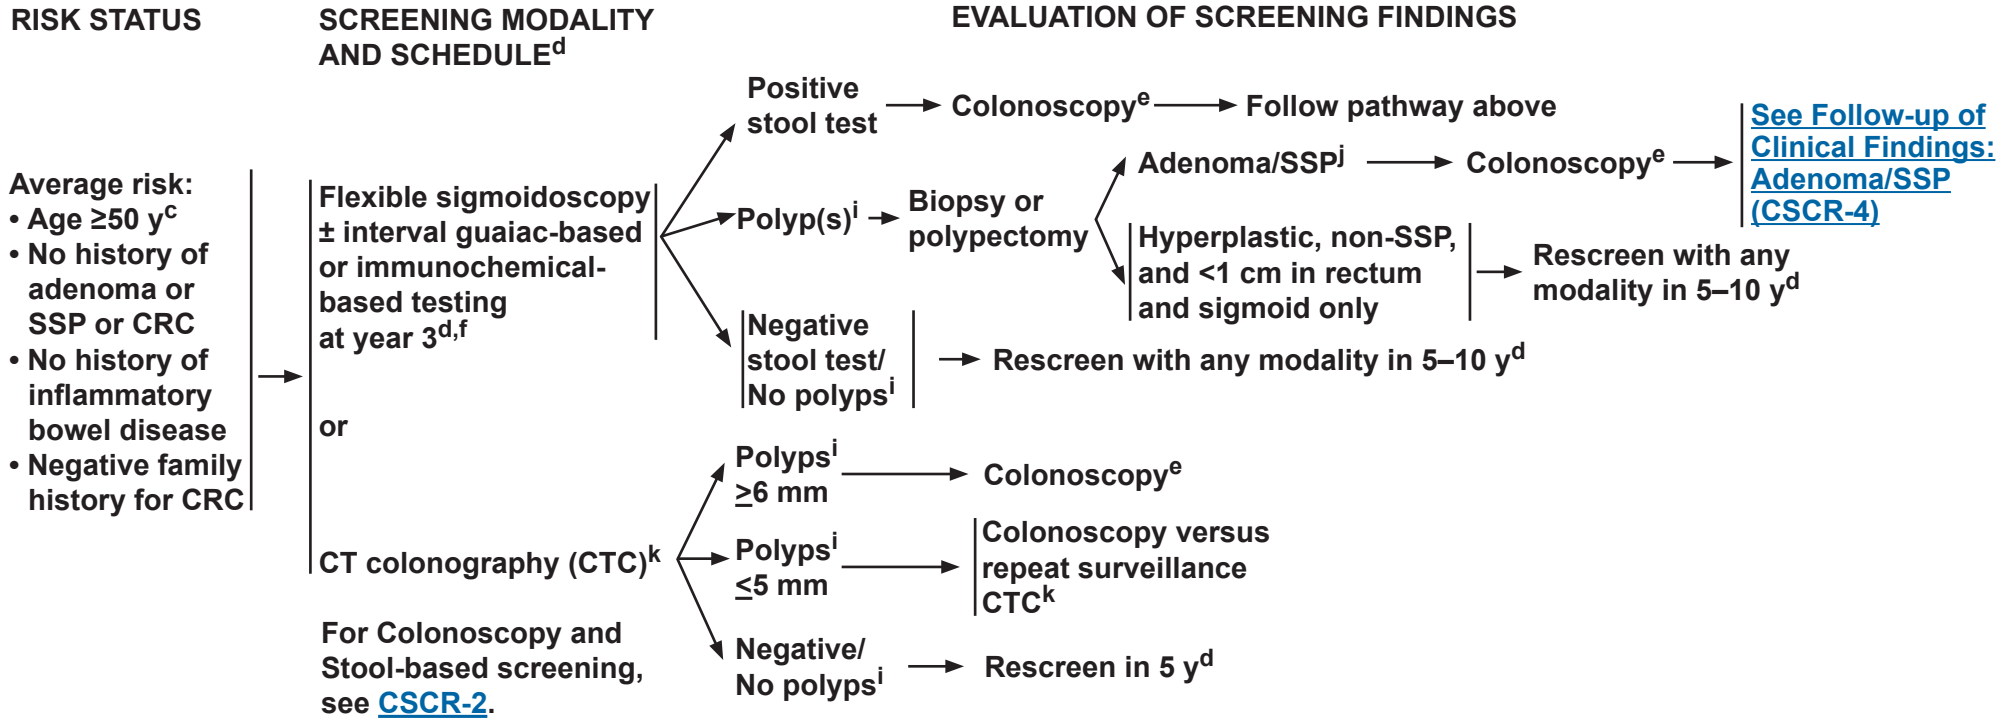 RISK STATUS
SCREENING MODALITY
AND SCHEDULEd
EVALUATION OF SCREENING FINDINGS
Average risk:
• Age ≥50 yc
• No history of
adenoma or
SSP or CRC
• No history of
inflammatory
bowel disease
• Negative family
history for CRC
Flexible sigmoidoscopy
± interval guaiac-based
or immunochemical-
based testing
at year 3d,f
or
CT colonography (CTC)k
For Colonoscopy and
Stool-based screening,
see CSCR-2.
Positive
stool test
Colonoscopye
Follow pathway above
Polyp(s)i
Biopsy or
polypectomy
Adenoma/SSPj
Colonoscopye
See Follow-up of
Clinical Findings:
Adenoma/SSP
(CSCR-4)
Hyperplastic, non-SSP,
and <1 cm in rectum
and sigmoid only
Rescreen with any
modality in 5–10 yd
Negative
stool test/
No polypsi
Rescreen with any modality in 5–10 yd
Polypsi
≥6 mm
Colonoscopye
Polypsi
≤5 mm
Colonoscopy versus
repeat surveillance
CTCk
Negative/
No polypsi
Rescreen in 5 yd